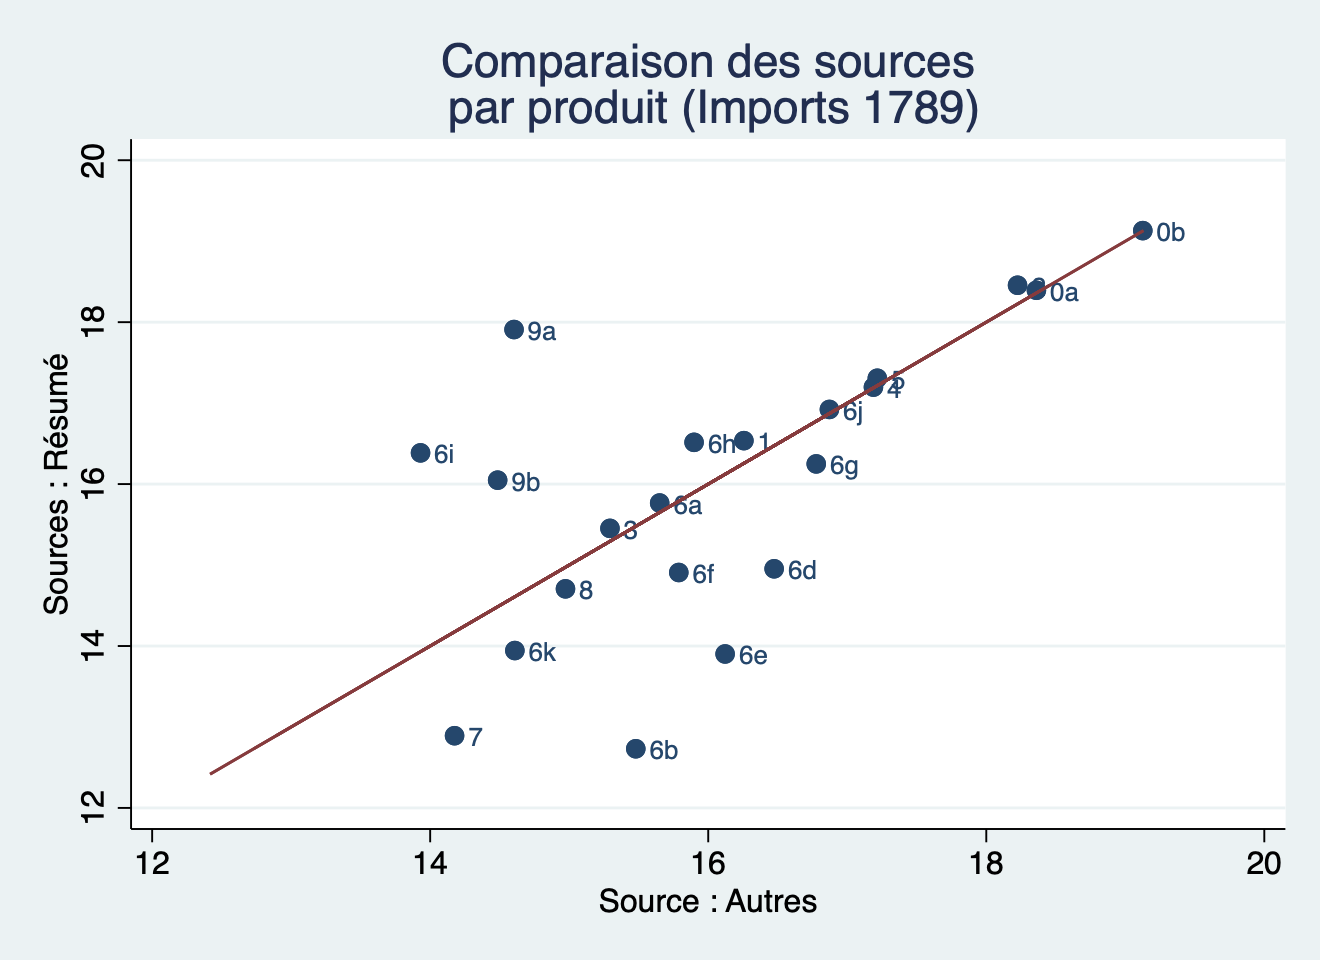 Comparaison des sources
par produit (Imports 1789)
Sources : Résumé
20
18
16
14
12
0b
0a
9a
4
6j
6h
1
6g
6i
9b
6a
3
6f
6d
8
6k
6e
7
6b
12
14
16
18
20
Source : Autres